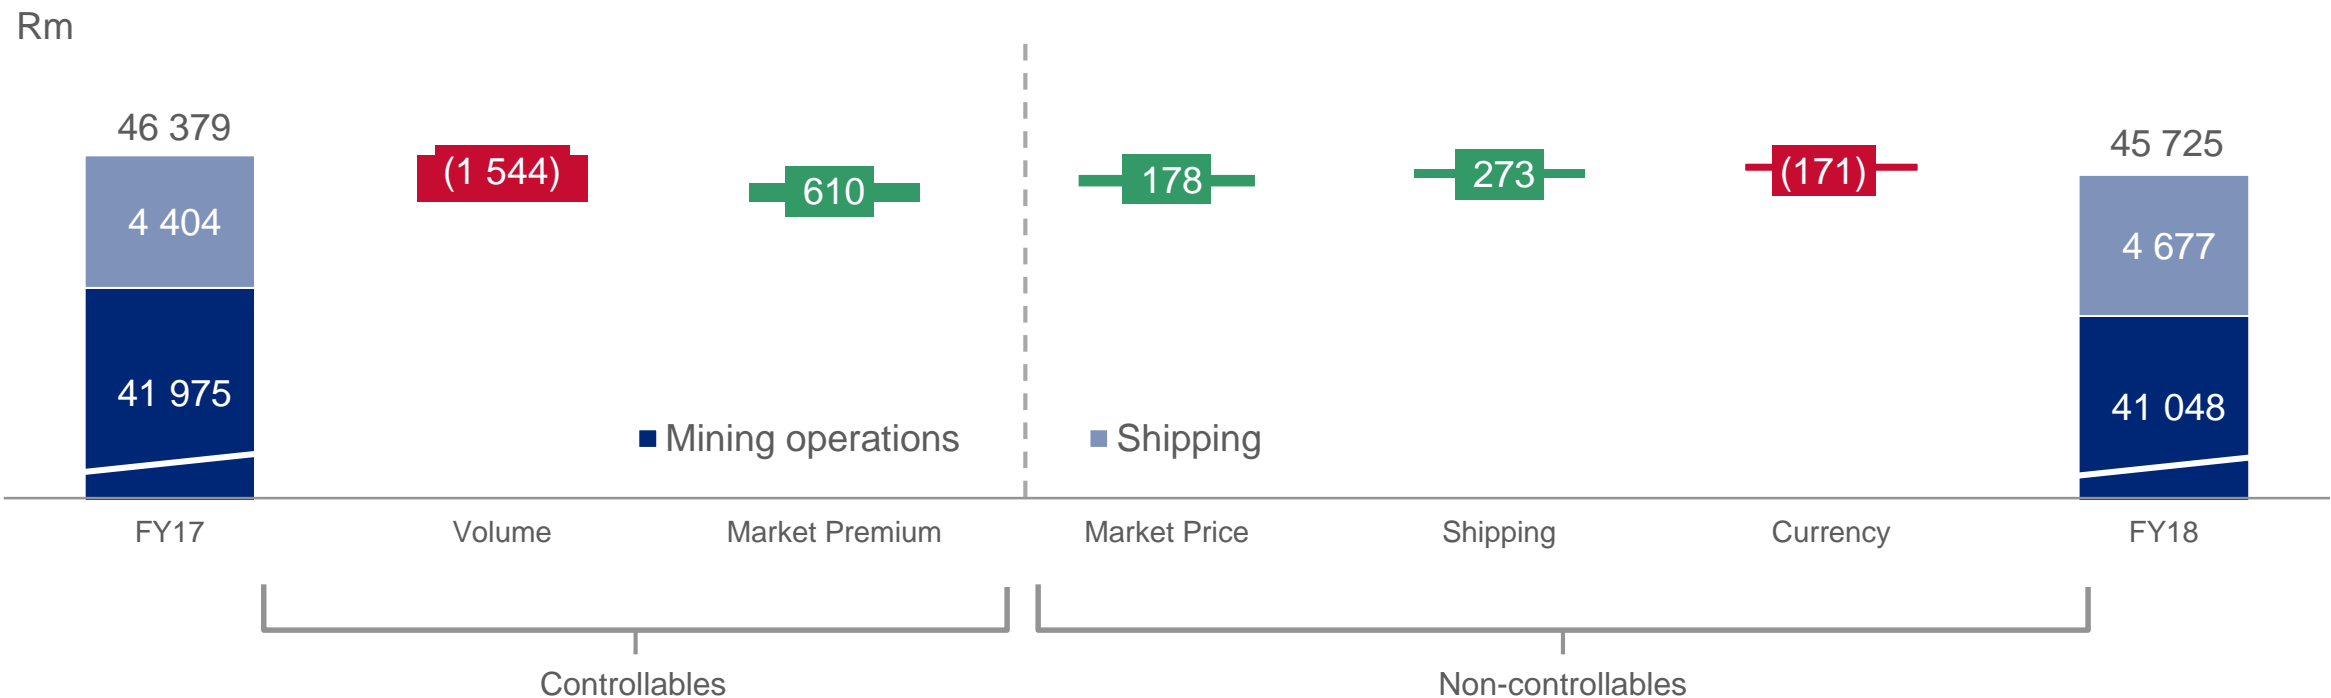 Rm
46 379
4 404
41 975
(1 544)
610
178
273
(171)
45 725
4 677
41 048
Mining operations
Shipping
FY17
Volume
Market Premium
Market Price
Shipping
Currency
FY18
Controllables
Non-controllables